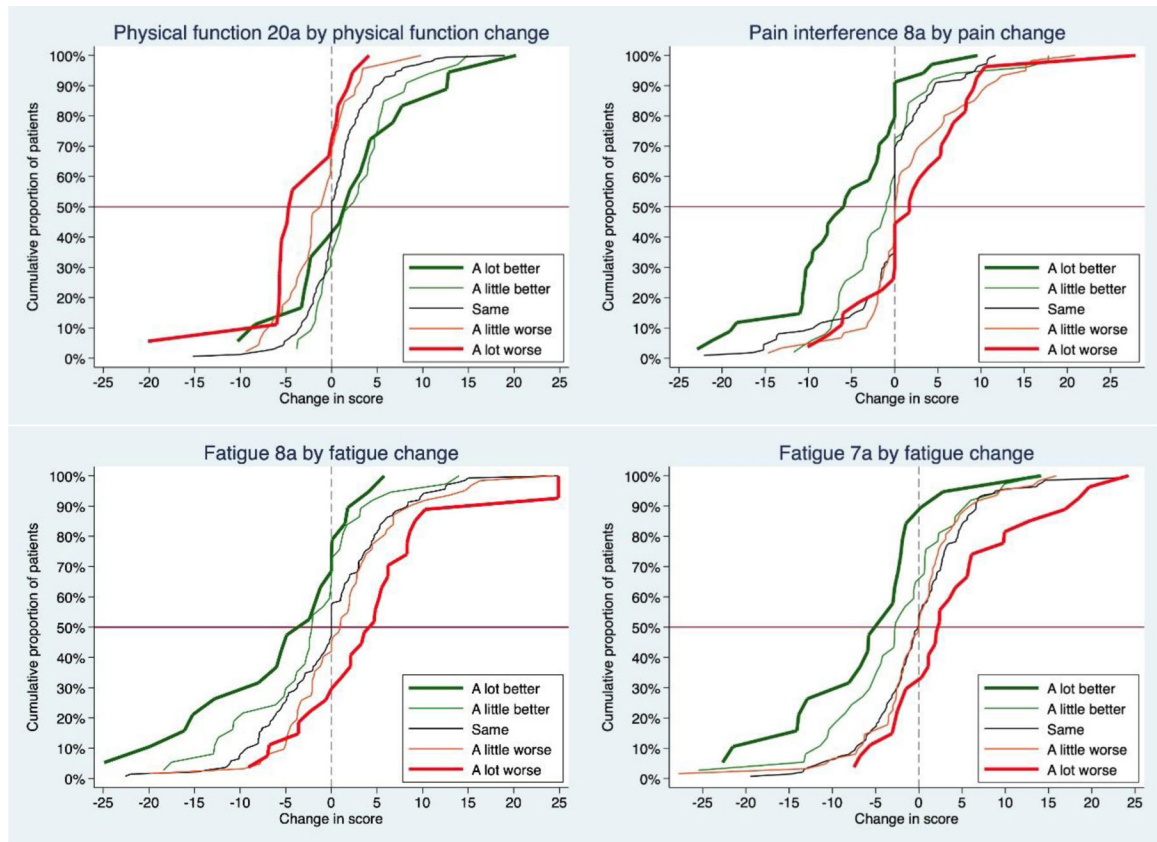 Physical function 20a by physical function change
Cumulative proportion of patients
100%
90%
80%
70%
60%
50%
40%
30%
20%
10%
0%
A lot better
A little better
Same
A little worse
A lot worse
-25 -20 -15 -10 -5 0 5 10 15 20 25
Change in score
Pain interference 8a by pain change
Cumulative proportion of patients
100%
90%
80%
70%
60%
50%
40%
30%
20%
10%
0%
A lot better
A little better
Same
A little worse
A lot worse
-25 -20 -15 -10 -5 0 5 10 15 20 25
Change in score
Fatigue 8a by fatigue change
Cumulative proportion of patients
100%
90%
80%
70%
60%
50%
40%
30%
20%
10%
0%
A lot better
A little better
Same
A little worse
A lot worse
-25 -20 -15 -10 -5 0 5 10 15 20 25
Change in score
Fatigue 7a by fatigue change
Cumulative proportion of patients
100%
90%
80%
70%
60%
50%
40%
30%
20%
10%
0%
A lot better
A little better
Same
A little worse
A lot worse
-25 -20 -15 -10 -5 0 5 10 15 20 25
Change in score